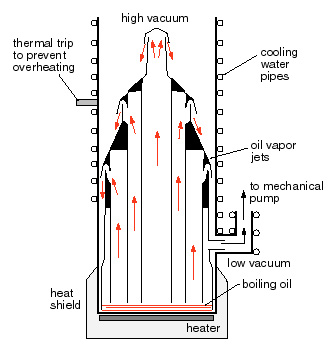 high vacuum
thermal trip
to prevent
overheating
cooling
water
pipes
oil vapor
jets
to mechanical
pump
low vacuum
boiling oil
heat
shield
heater